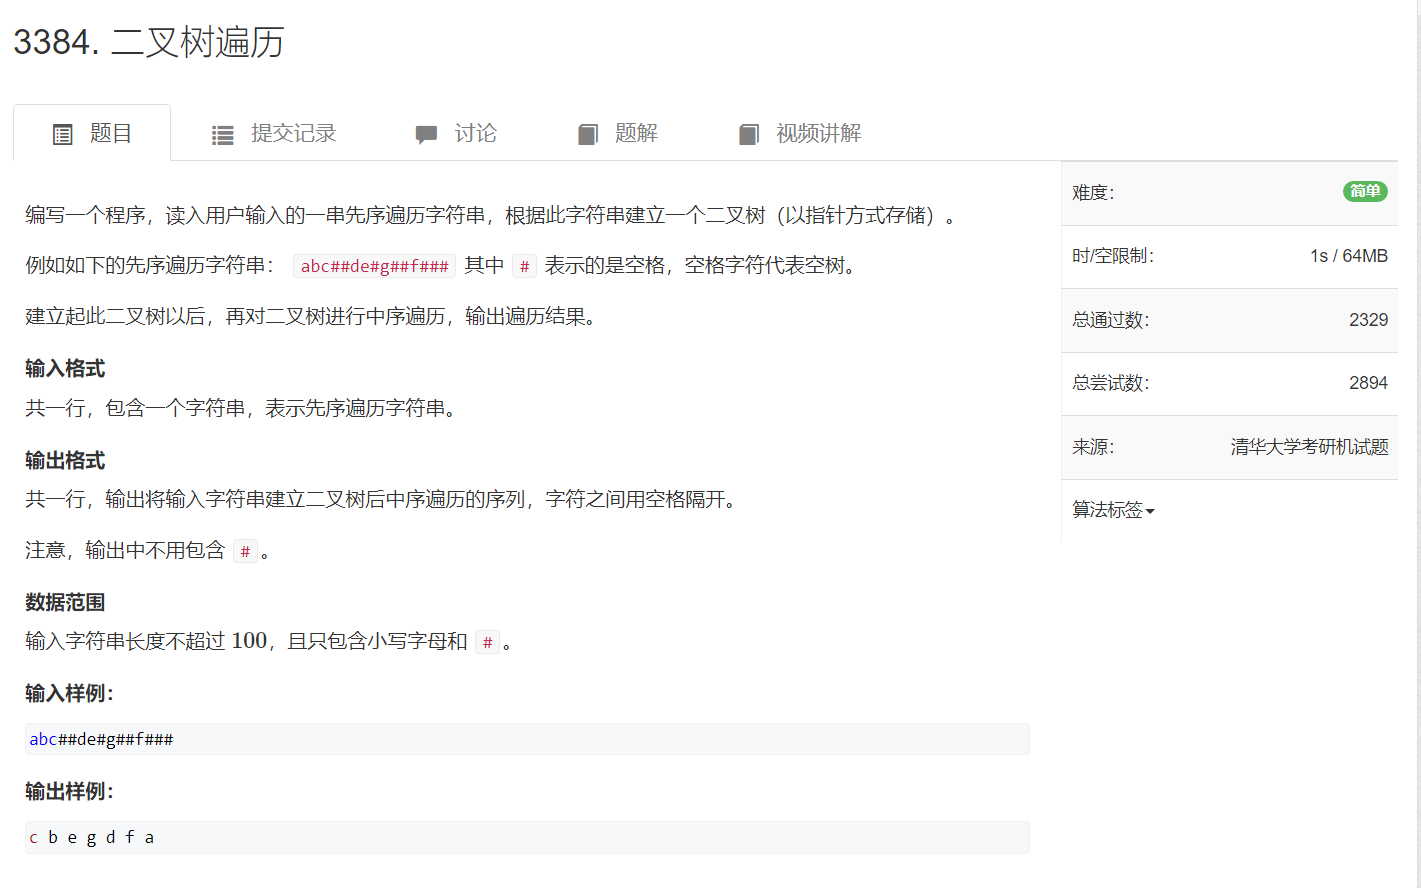 3384. 二叉树遍历
题目 提交记录 讨论 题解 视频讲解
编写一个程序，读入用户输入的一串先序遍历字符串，根据此字符串建立一个二叉树（以指针方式存储）。
例如如下的先序遍历字符串： abc##de#g##f### 其中 # 表示的是空格，空格字符代表空树。
建立起此二叉树以后，再对二叉树进行中序遍历，输出遍历结果。
输入格式
共一行，包含一个字符串，表示先序遍历字符串。
输出格式
共一行，输出将输入字符串建立二叉树后中序遍历的序列，字符之间用空格隔开。
注意，输出中不用包含 # 。
数据范围
输入字符串长度不超过 100，且只包含小写字母和 # 。
输入样例：
abc##de#g##f###
输出样例：
c b e g d f a
难度： 简单
时/空限制： 1s / 64MB
总通过数： 2329
总尝试数： 2894
来源： 清华大学考研机试题
算法标签